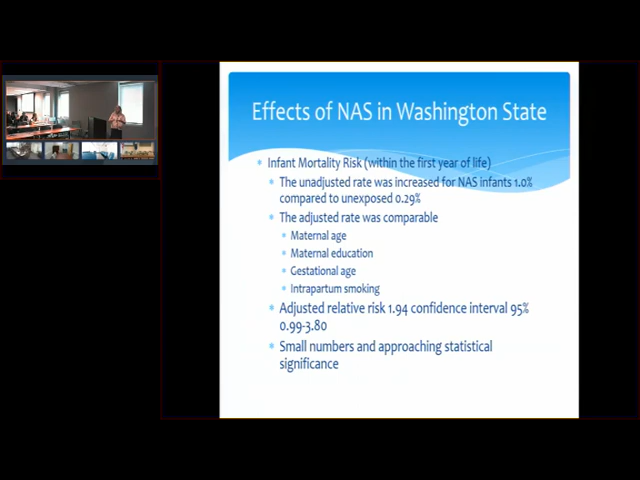 Effects of NAS in Washington State
Infant Mortality Risk (within the first year of life)
The unadjusted rate was increased for NAS infants 1.0%
compared to unexposed 0.29%
The adjusted rate was comparable
Maternal age
Maternal education
Gestational age
Intrapartum smoking
Adjusted relative risk 1.94 confidence interval 95%
0.99-3.80
Small numbers and approaching statistical
significance